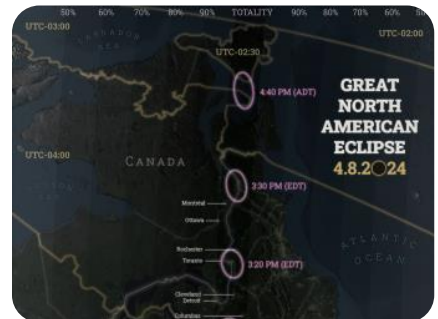 50% 60% 70% 80% 90% TOTALITY 90% 80% 70% 60% 50%
UTC-03:00
UTC-02:00
LABRADOR
SEA
UTC-02:30
4:40 PM (ADT)
GREAT
NORTH
AMERICAN
ECLIPSE
4.8.2024
UTC-04:00
CANADA
3:30 PM (EDT)
Montreal
Ottawa
ATLANTIC
OCEAN
Rochester
Toronto
3:20 PM (EDT)
Cleveland
Detroit
Columbus